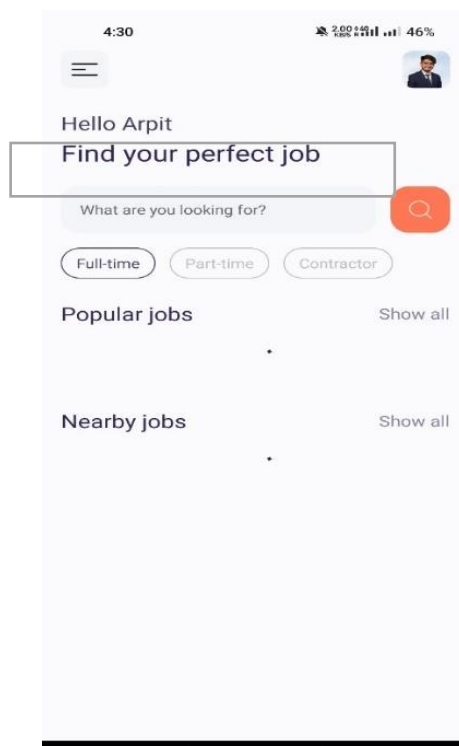 4:30 46%
Hello Arpit
Find your perfect job
What are you looking for?
Full-time Part-time Contractor
Popular jobs Show all
Nearby jobs Show all